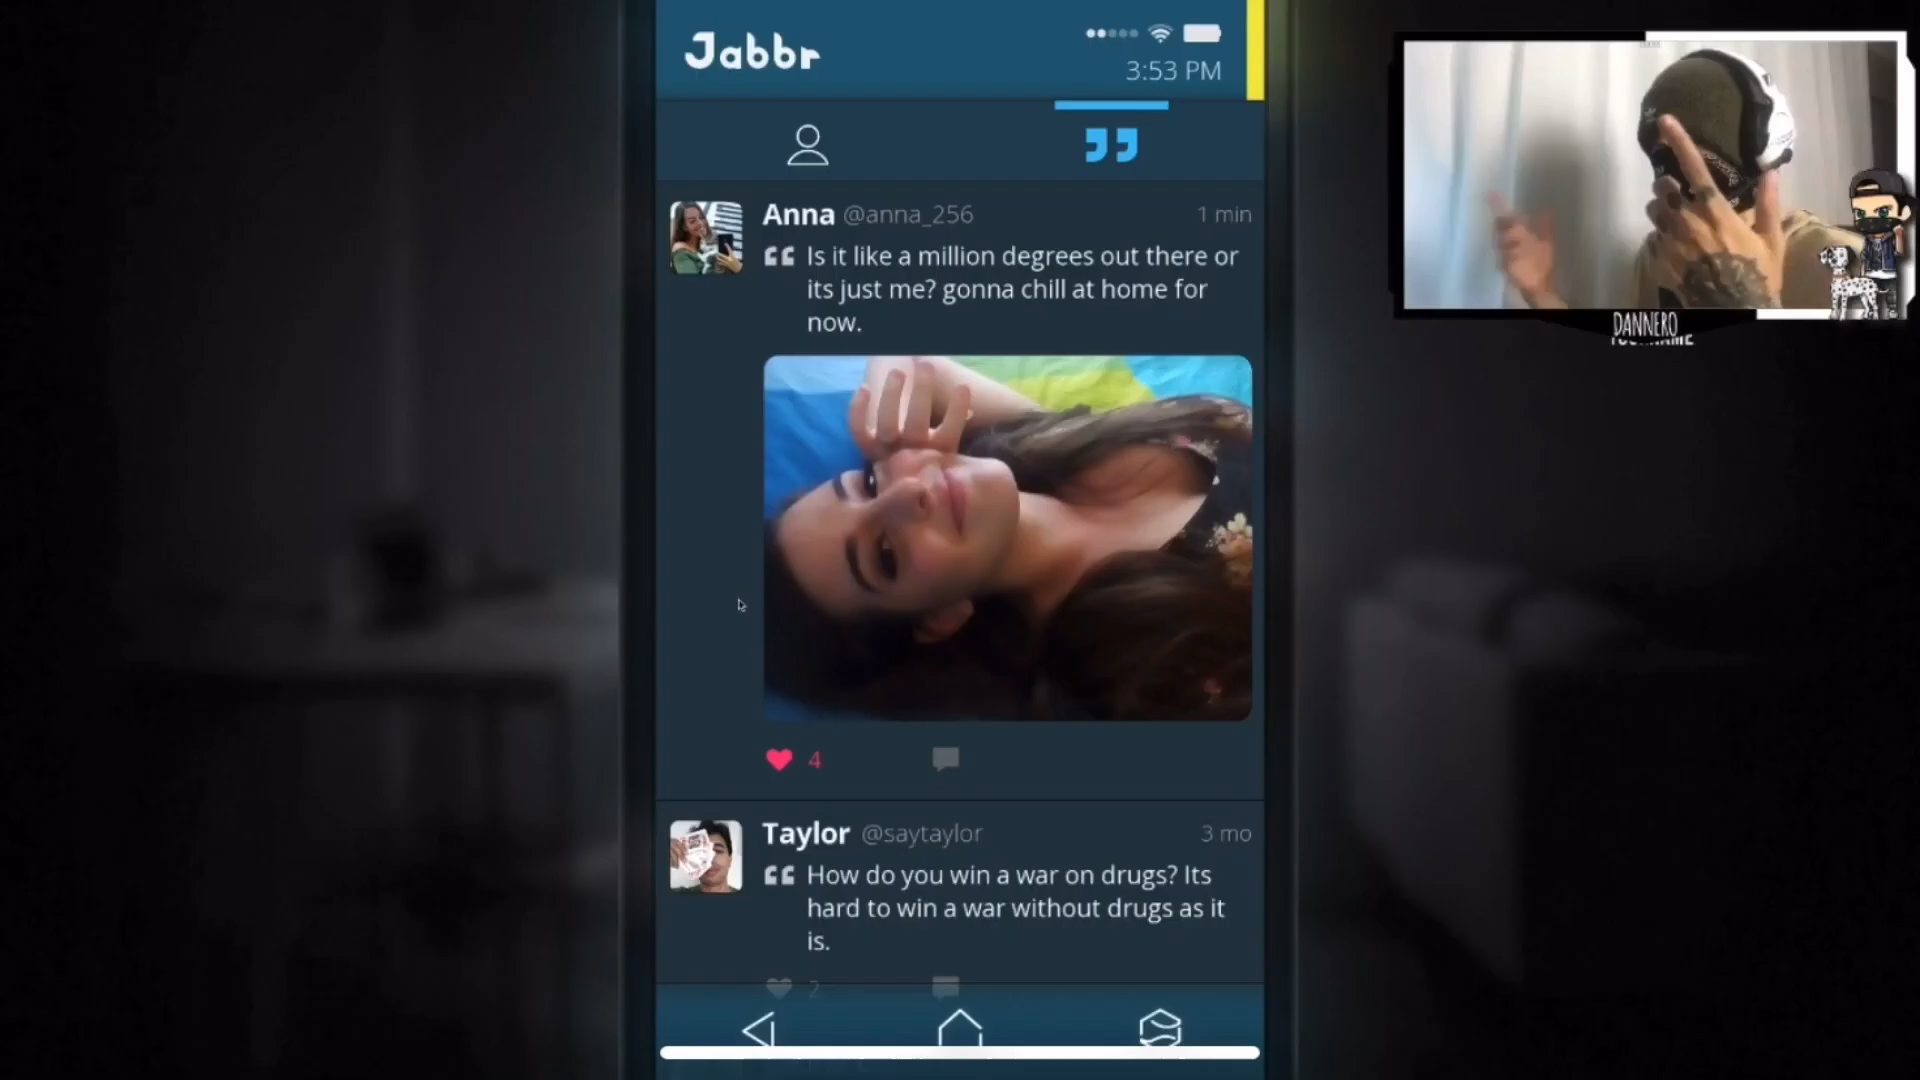 Jabbr
3:53 PM
Anna @anna_256 1 min
Is it like a million degrees out there or
its just me? gonna chill at home for
now.
4
Taylor @saytaylor 3 mo
How do you win a war on drugs? Its
hard to win a war without drugs as it
is.
2
DANNERO